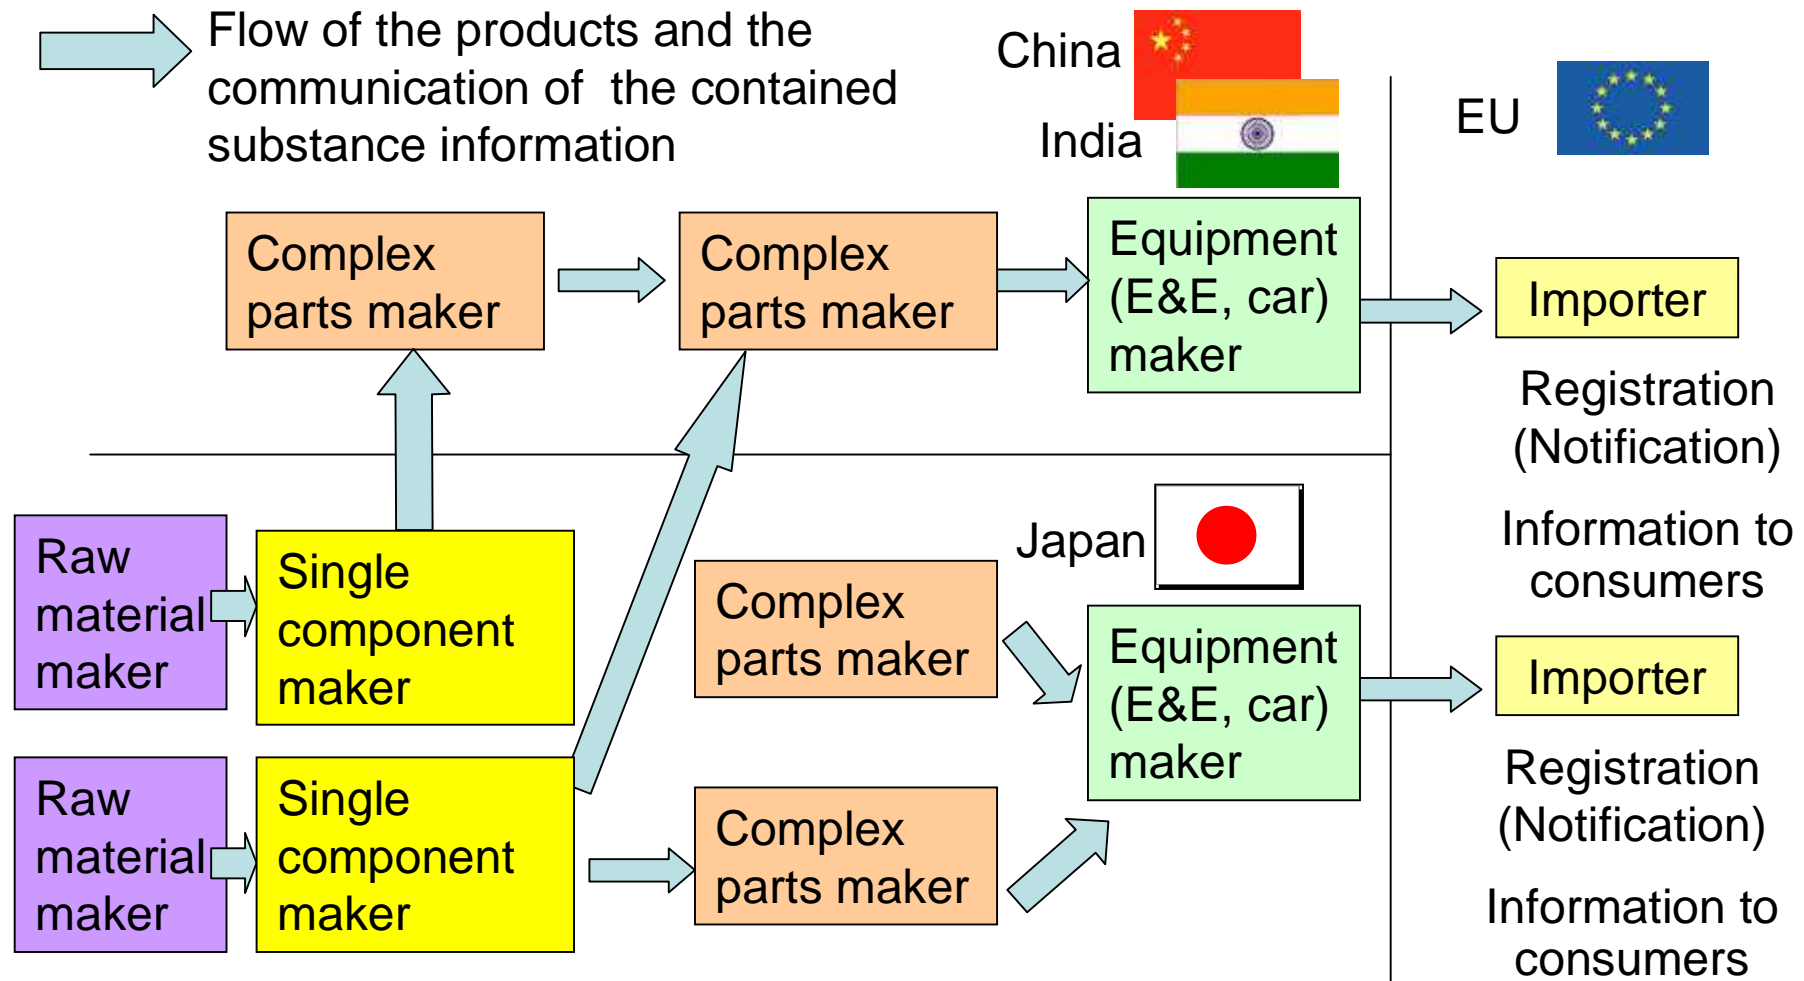 Flow of the products and the
communication of  the contained
substance information
China
India
EU
Complex
parts maker
Complex
parts maker
Equipment
(E&E, car)
maker
Importer
Registration
(Notification)
Information to
consumers
Raw
material
maker
Single
component
maker
Japan
Complex
parts maker
Equipment
(E&E, car)
maker
Importer
Registration
(Notification)
Information to
consumers
Raw
material
maker
Single
component
maker
Complex
parts maker